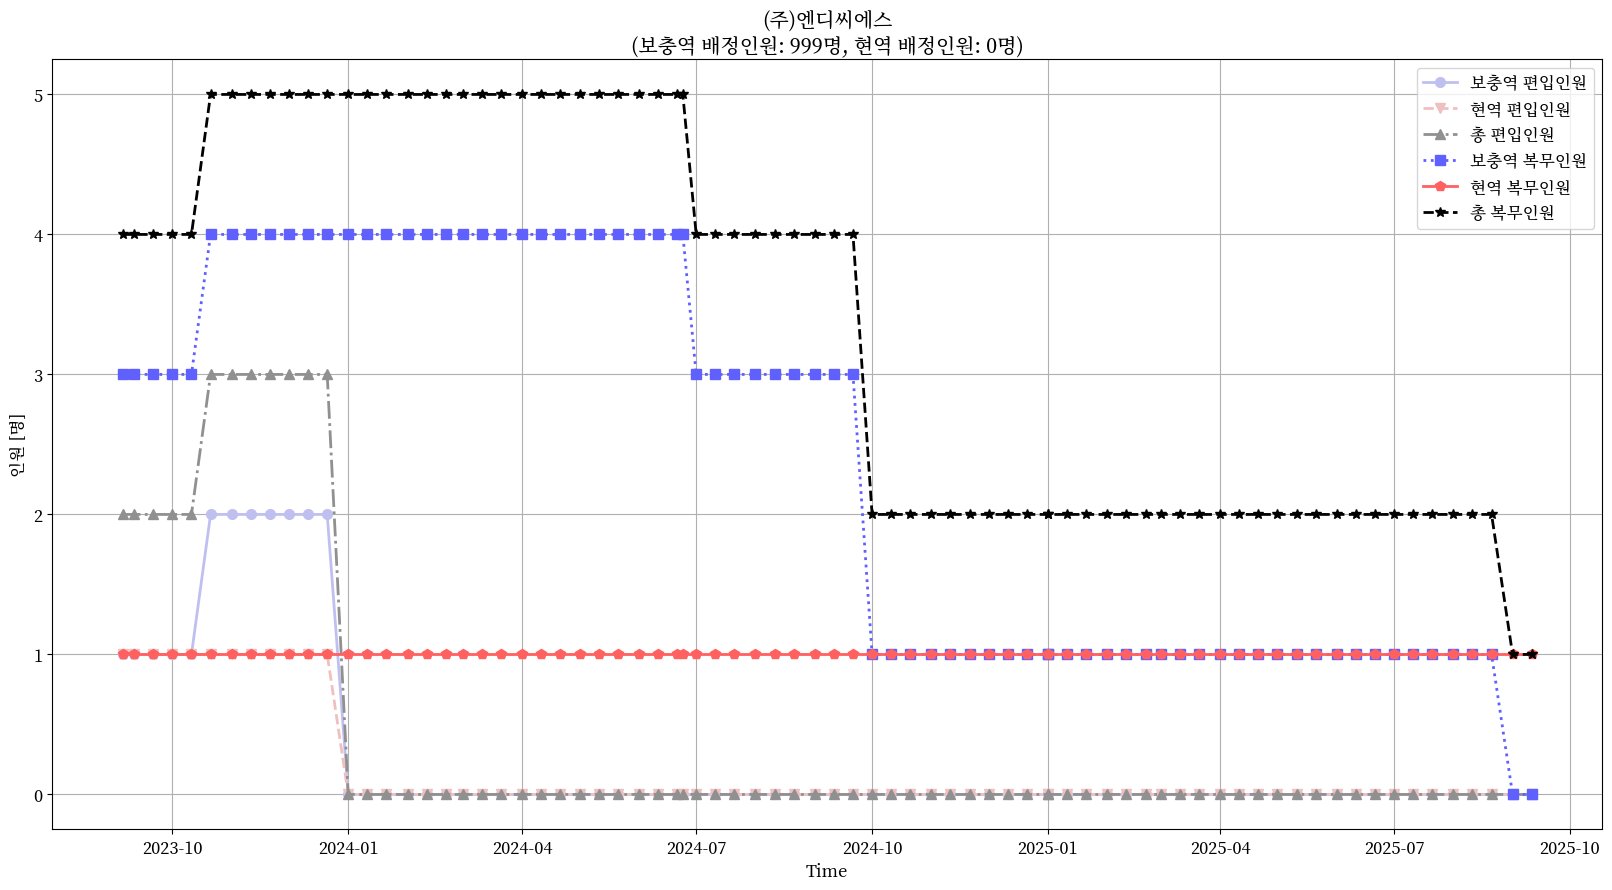 (주)엔디씨에스
(보충역 배정인원: 999명, 현역 배정인원: 0명)
보충역 편입인원
현역 편입인원
총 편입인원
보충역 복무인원
현역 복무인원
총 복무인원
5
4
3
2
1
0
인원 [명]
2023-10
2024-01
2024-04
2024-07
2024-10
2025-01
2025-04
2025-07
2025-10
Time